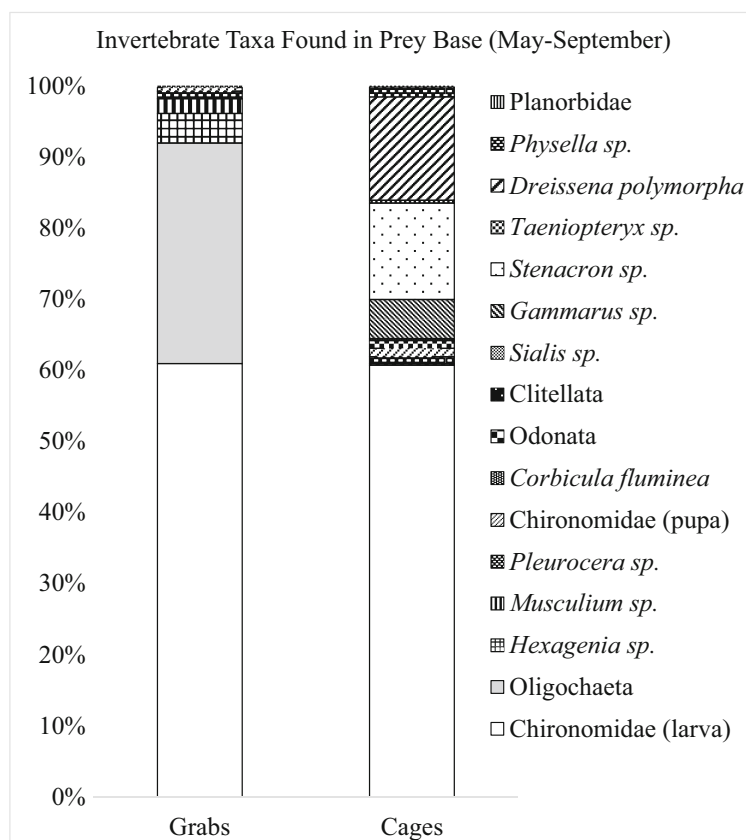 Invertebrate Taxa Found in Prey Base (May-September)
100%
90%
80%
70%
60%
50%
40%
30%
20%
10%
0%
Grabs
Cages
Planorbidae
Physella sp.
Dreissena polymorpha
Taeniopteryx sp.
Stenacron sp.
Gammarus sp.
Sialis sp.
Clitellata
Odonata
Corbicula fluminea
Chironomidae (pupa)
Pleurocera sp.
Musculium sp.
Hexagenia sp.
Oligochaeta
Chironomidae (larva)